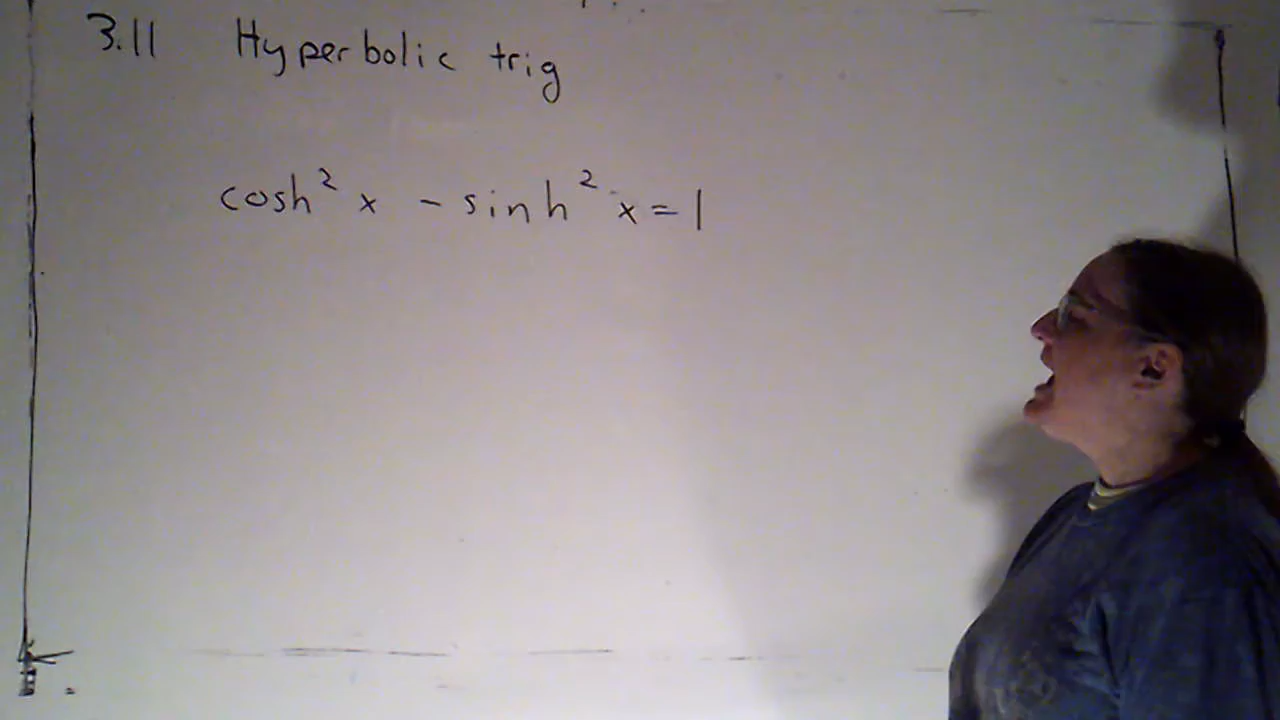 3.11 Hyperbolic trig
cosh² x - sinh² x = 1